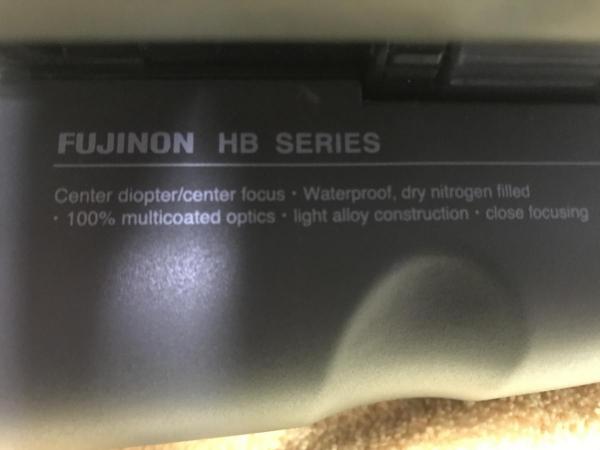 FUJINON HB SERIES
Center diopter/center focus · Waterproof, dry nitrogen filled
· 100% multicoated optics · light alloy construction · close focusing